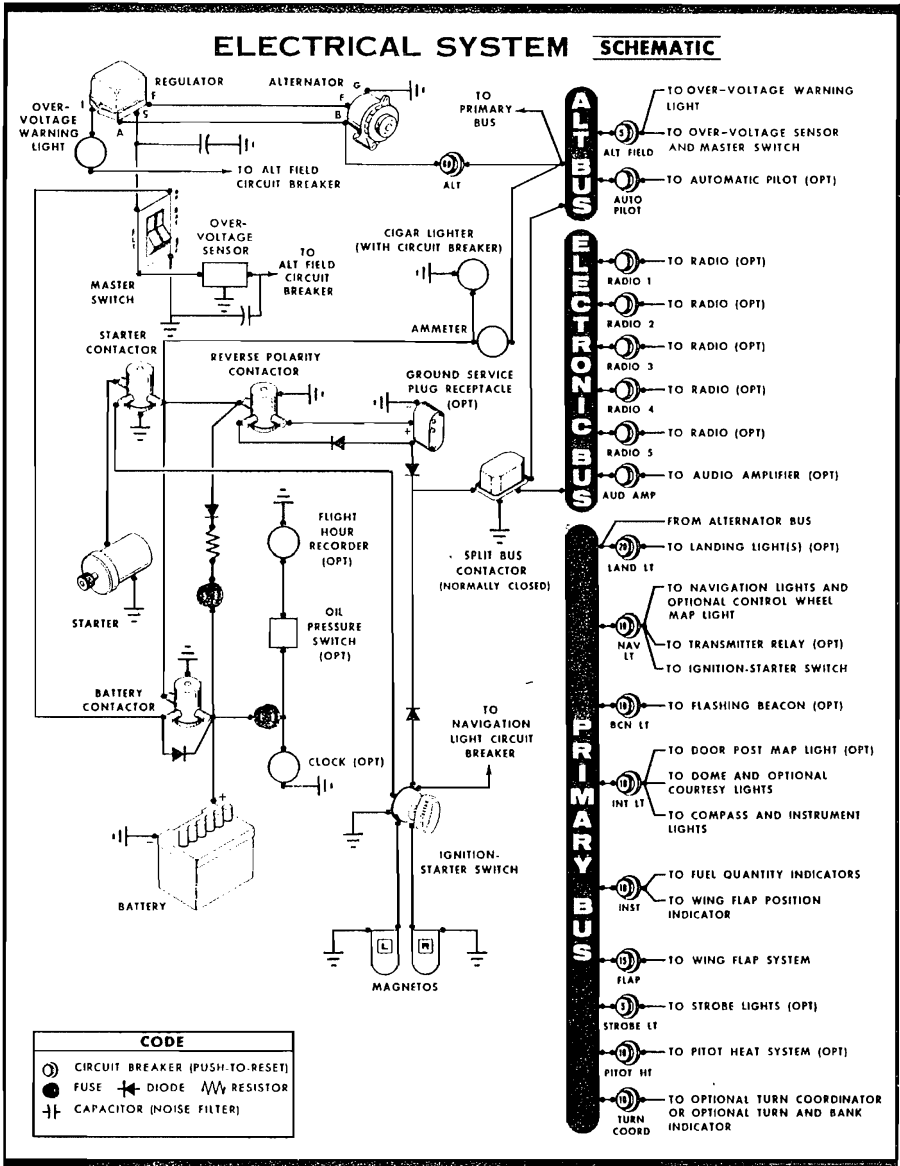 ELECTRICAL SYSTEM SCHEMATIC
REGULATOR
ALTERNATOR
I
F
S
A
F
B
G
OVER-
VOLTAGE
WARNING
LIGHT
TO ALT FIELD
CIRCUIT BREAKER
60
ALT
TO
PRIMARY
BUS
MASTER
SWITCH
OVER-
VOLTAGE
SENSOR
TO
ALT FIELD
CIRCUIT
BREAKER
CIGAR LIGHTER
(WITH CIRCUIT BREAKER)
AMMETER
STARTER
CONTACTOR
REVERSE POLARITY
CONTACTOR
GROUND SERVICE
PLUG RECEPTACLE
(OPT)
-
+
STARTER
FLIGHT
HOUR
RECORDER
(OPT)
OIL
PRESSURE
SWITCH
(OPT)
SPLIT BUS
CONTACTOR
(NORMALLY CLOSED)
BATTERY
CONTACTOR
CLOCK (OPT)
TO
NAVIGATION
LIGHT CIRCUIT
BREAKER
+
-
BATTERY
IGNITION-
STARTER SWITCH
L
R
MAGNETOS
ALT BUS
5
ALT FIELD
TO OVER-VOLTAGE WARNING
LIGHT
TO OVER-VOLTAGE SENSOR
AND MASTER SWITCH
AUTO
PILOT
TO AUTOMATIC PILOT (OPT)
ELECTRONIC BUS
RADIO 1
TO RADIO (OPT)
RADIO 2
TO RADIO (OPT)
RADIO 3
TO RADIO (OPT)
RADIO 4
TO RADIO (OPT)
RADIO 5
TO RADIO (OPT)
AUD AMP
TO AUDIO AMPLIFIER (OPT)
PRIMARY BUS
FROM ALTERNATOR BUS
20
LAND LT
TO LANDING LIGHT(S) (OPT)
10
NAV
LT
TO NAVIGATION LIGHTS AND
OPTIONAL CONTROL WHEEL
MAP LIGHT
TO TRANSMITTER RELAY (OPT)
TO IGNITION-STARTER SWITCH
10
BCN LT
TO FLASHING BEACON (OPT)
10
INT LT
TO DOOR POST MAP LIGHT (OPT)
TO DOME AND OPTIONAL
COURTESY LIGHTS
TO COMPASS AND INSTRUMENT
LIGHTS
10
INST
TO FUEL QUANTITY INDICATORS
TO WING FLAP POSITION
INDICATOR
15
FLAP
TO WING FLAP SYSTEM
5
STROBE LT
TO STROBE LIGHTS (OPT)
10
PITOT HT
TO PITOT HEAT SYSTEM (OPT)
10
TURN
COORD
TO OPTIONAL TURN COORDINATOR
OR OPTIONAL TURN AND BANK
INDICATOR
CODE
CIRCUIT BREAKER (PUSH-TO-RESET)
FUSE DIODE RESISTOR
CAPACITOR (NOISE FILTER)